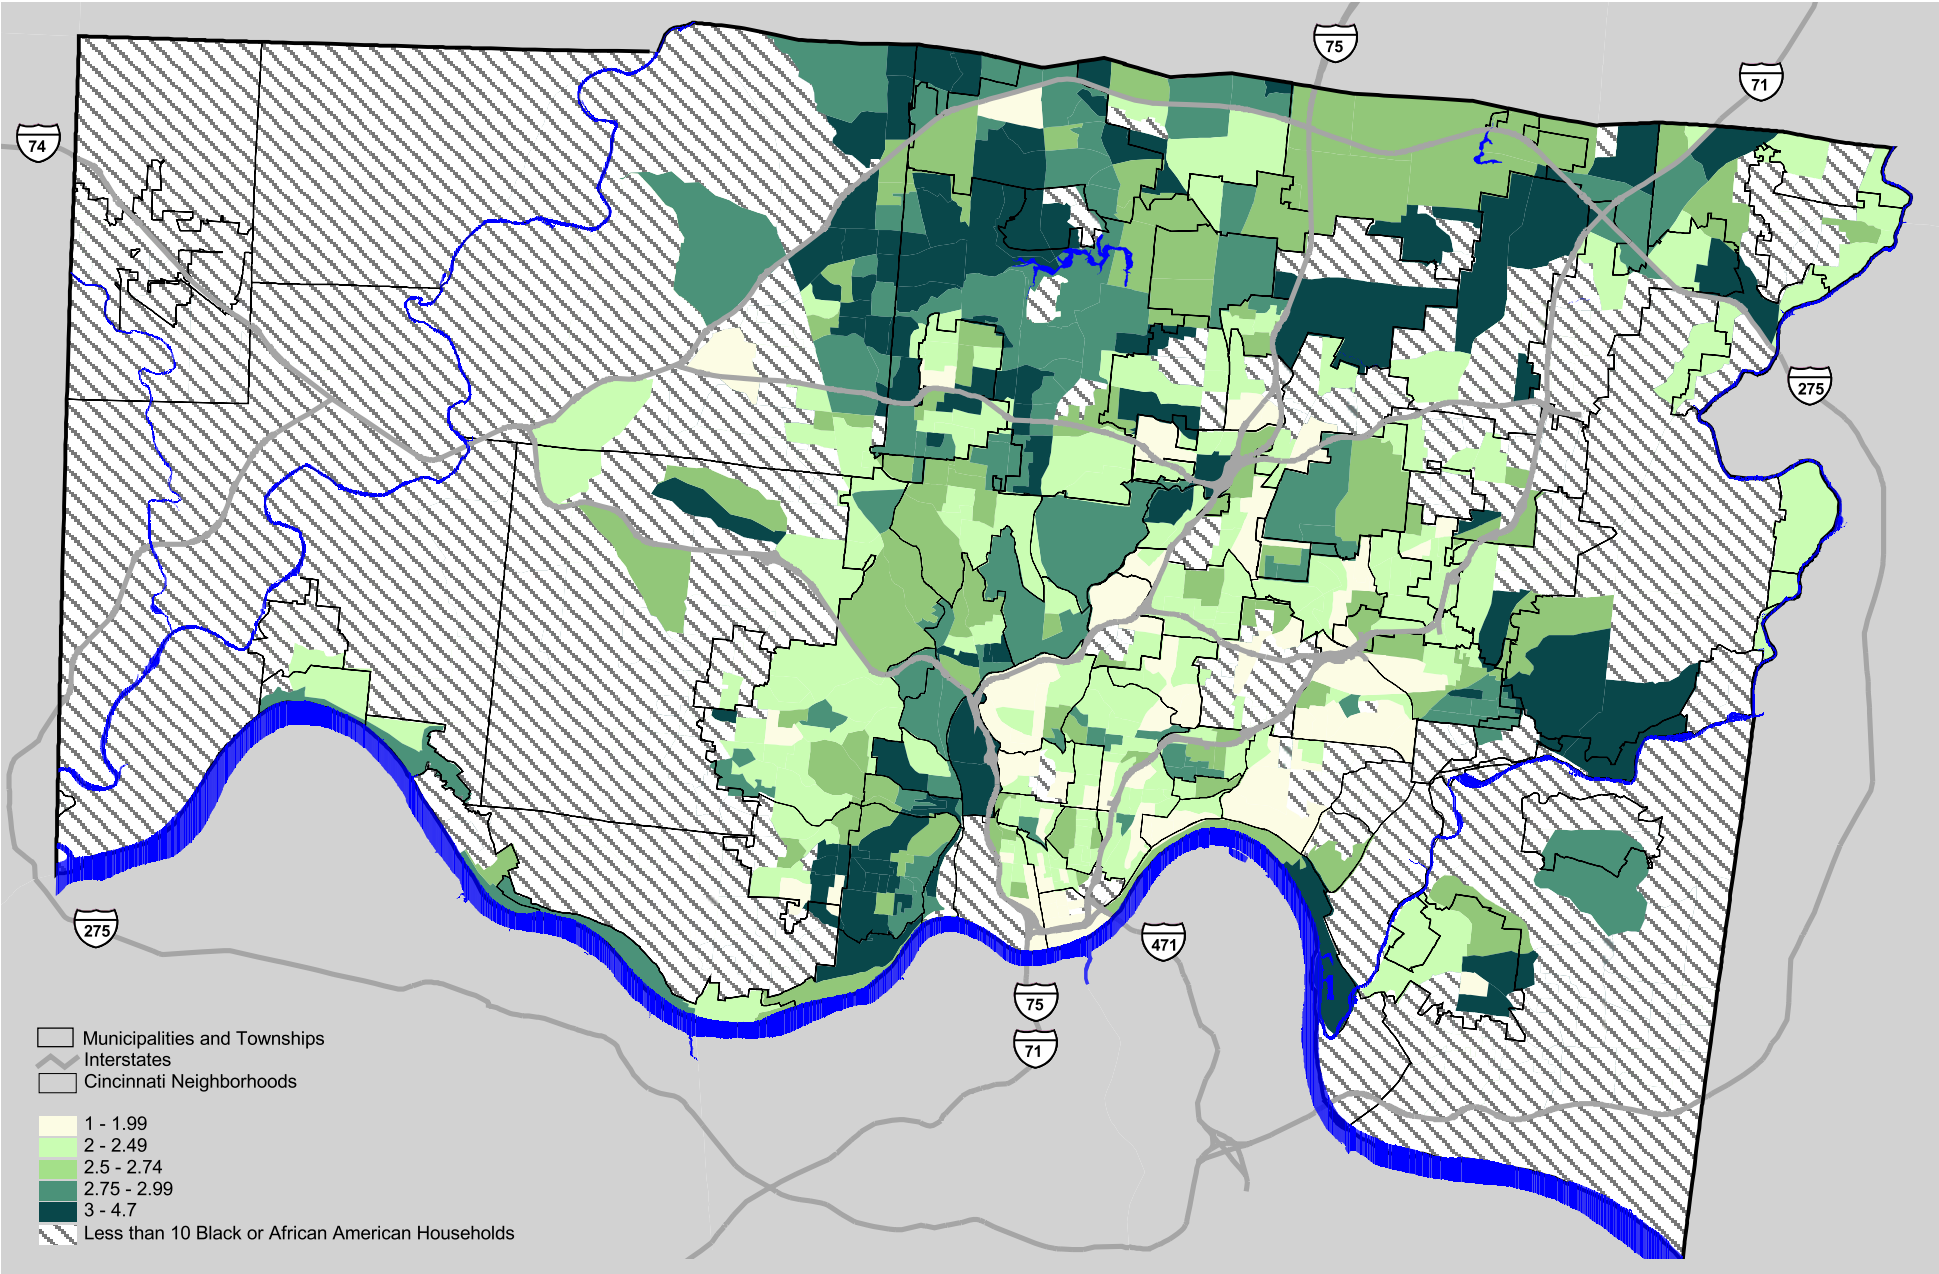 75
71
74
275
275
471
75
71
Municipalities and Townships
Interstates
Cincinnati Neighborhoods
1 - 1.99
2 - 2.49
2.5 - 2.74
2.75 - 2.99
3 - 4.7
Less than 10 Black or African American Households